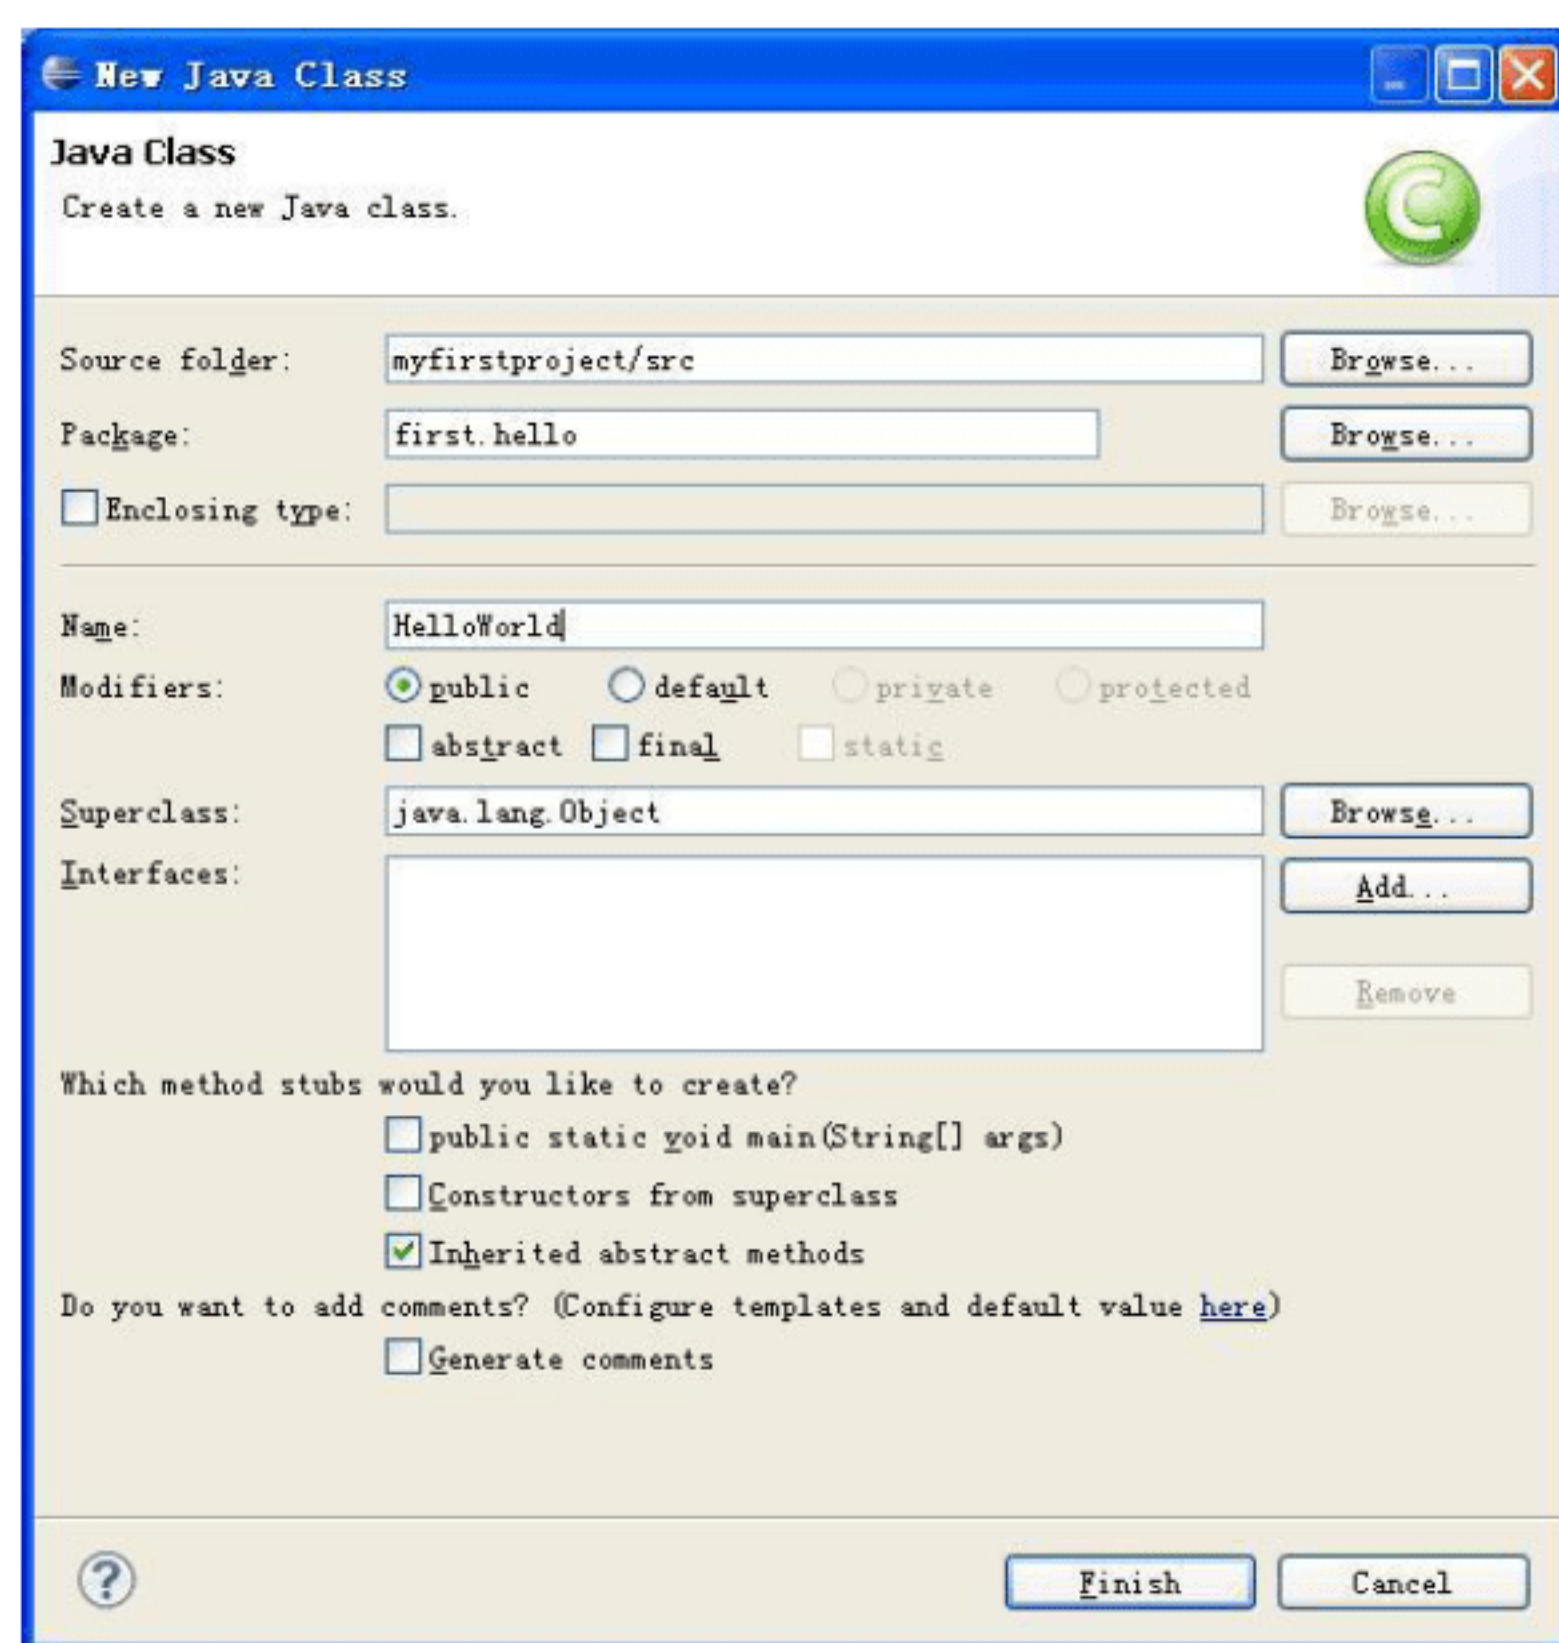 New Java Class
Java Class
Create a new Java class.
Source folder: myfirstproject/src Browse...
Package: first.hello Browse...
Enclosing type: Browse...
Name: HelloWorld
Modifiers: public default private protected
abstract final static
Superclass: java.lang.Object Browse...
Interfaces: Add...
Remove
Which method stubs would you like to create?
public static void main(String[] args)
Constructors from superclass
Inherited abstract methods
Do you want to add comments? (Configure templates and default value here)
Generate comments
? Finish Cancel